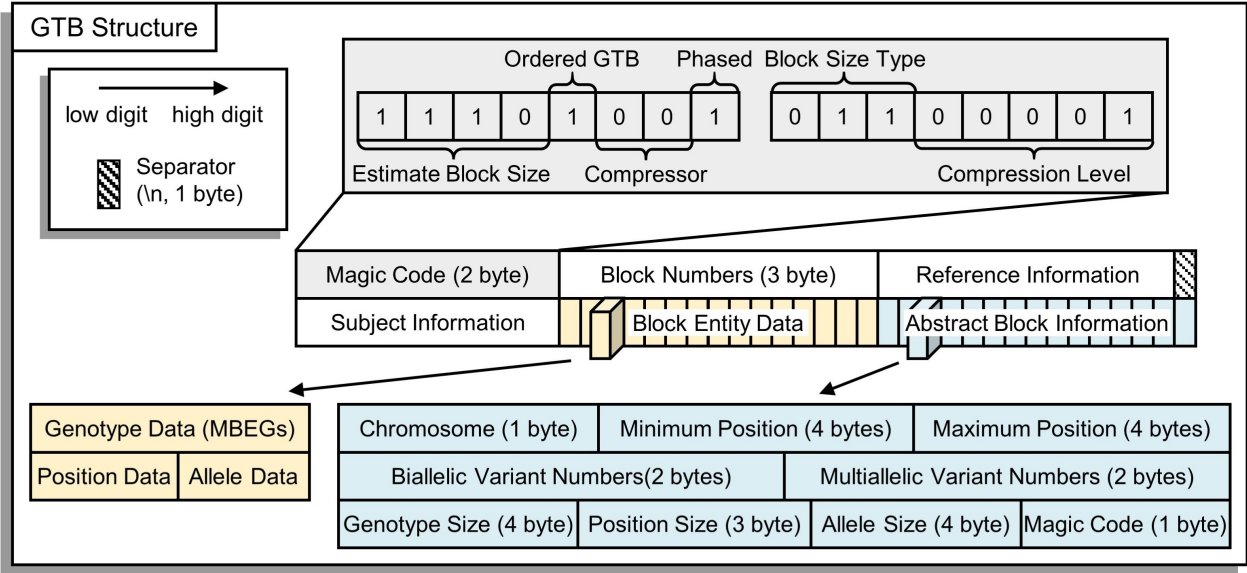 GTB Structure
low digit high digit
Separator
(\n, 1 byte)
Ordered GTB Phased Block Size Type
1 1 1 0 1 0 0 1 0 1 1 0 0 0 0 1
Estimate Block Size Compressor Compression Level
Magic Code (2 byte) Block Numbers (3 byte) Reference Information
Subject Information Block Entity Data Abstract Block Information
Genotype Data (MBEGs)
Position Data Allele Data
Chromosome (1 byte) Minimum Position (4 bytes) Maximum Position (4 bytes)
Biallelic Variant Numbers(2 bytes) Multiallelic Variant Numbers (2 bytes)
Genotype Size (4 byte) Position Size (3 byte) Allele Size (4 byte) Magic Code (1 byte)